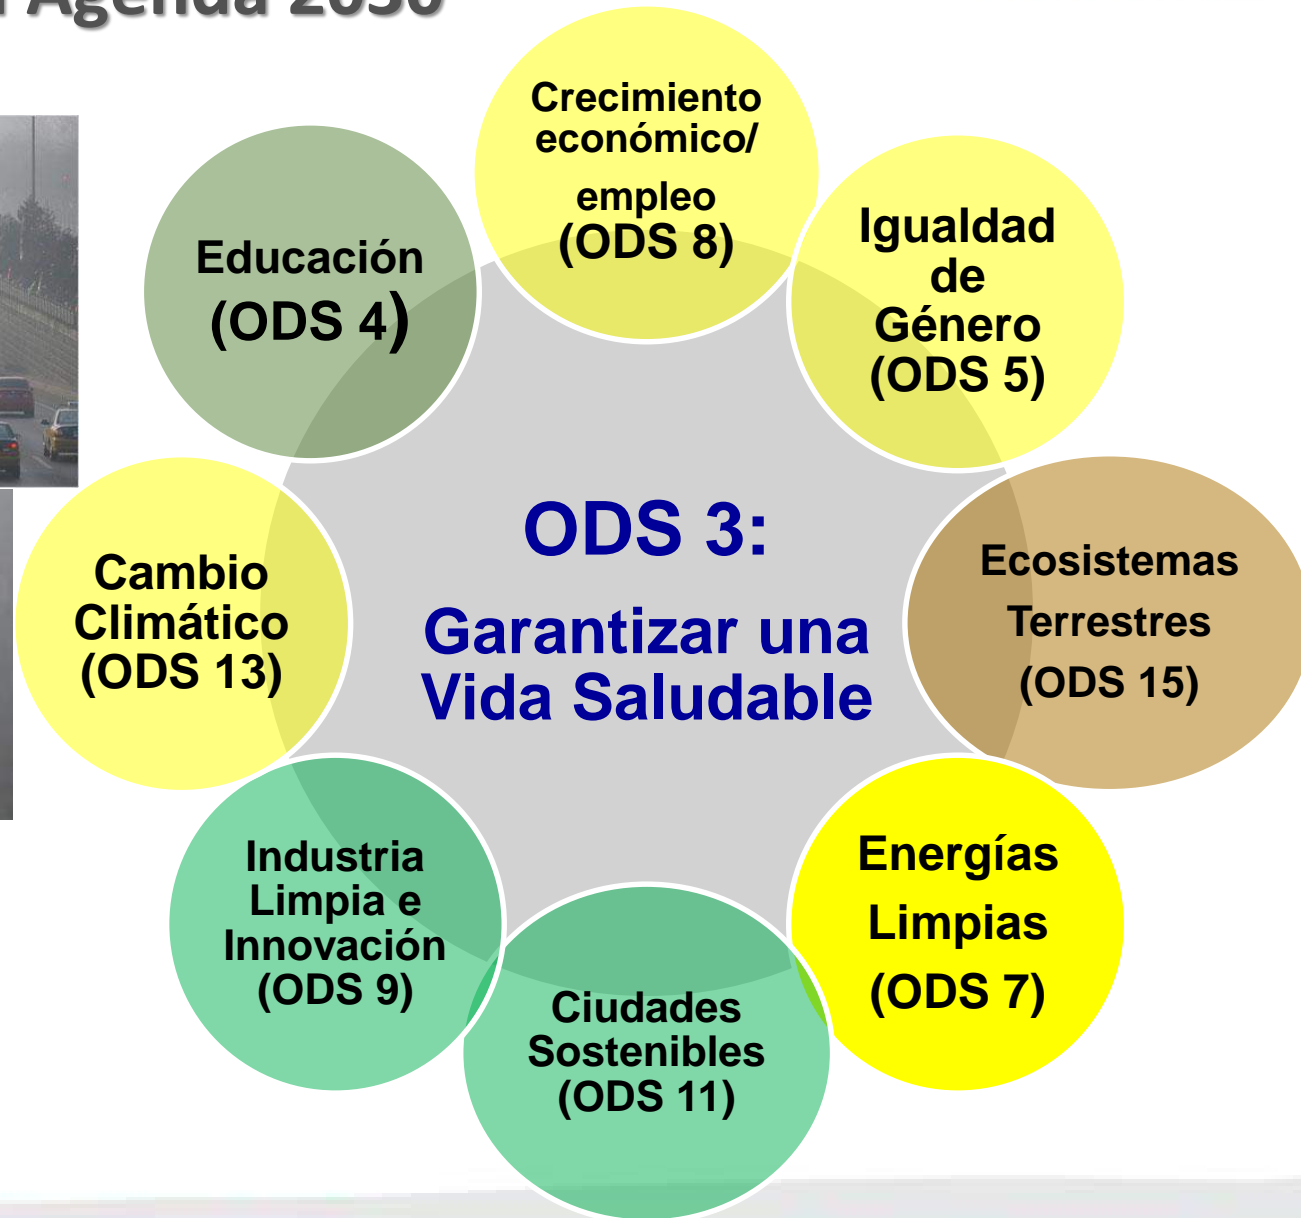 Agenda 2030
Crecimiento
económico/
empleo
(ODS 8)
Igualdad
de
Género
(ODS 5)
Educación
(ODS 4)
Ecosistemas
Terrestres
(ODS 15)
ODS 3:
Garantizar una
Vida Saludable
Cambio
Climático
(ODS 13)
Energías
Limpias
(ODS 7)
Industria
Limpia e
Innovación
(ODS 9)
Ciudades
Sostenibles
(ODS 11)